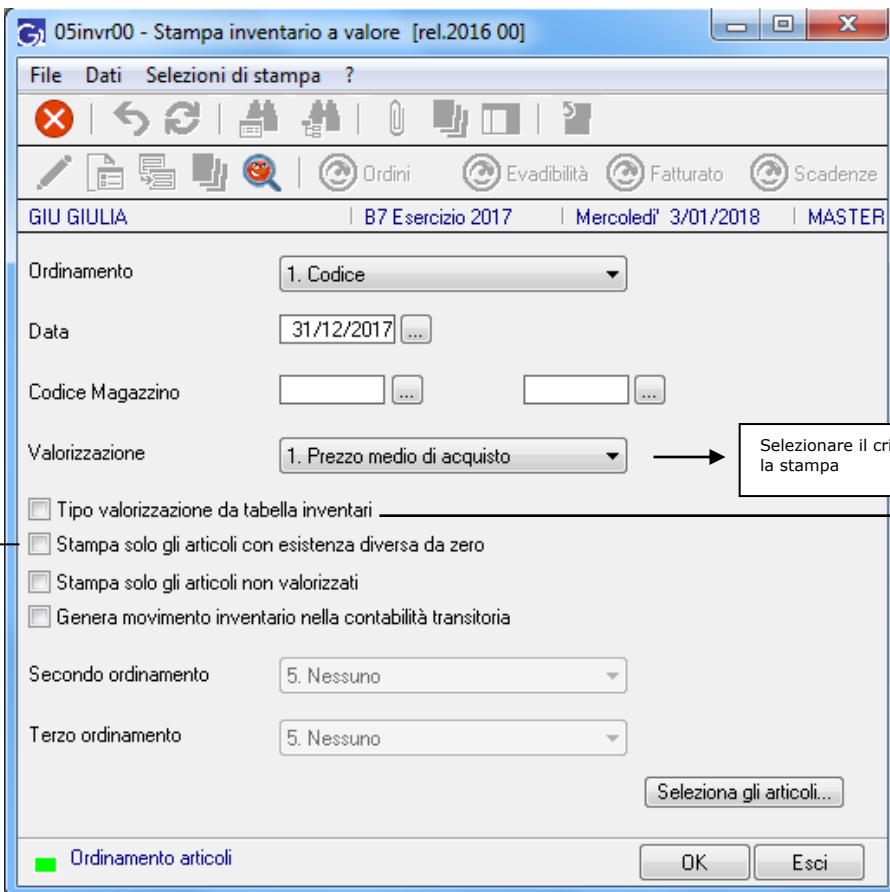 05invr00 - Stampa inventario a valore [rel.2016 00]
File Dati Selezioni di stampa ?
Ordini Evadibilità Fatturato Scadenze
GIU GIULIA | B7 Esercizio 2017 | Mercoledi' 3/01/2018 | MASTER
Ordinamento 1. Codice
Data 31/12/2017 ...
Codice Magazzino ... ...
Valorizzazione 1. Prezzo medio di acquisto
Selezionare il cri
la stampa
Tipo valorizzazione da tabella inventari
Stampa solo gli articoli con esistenza diversa da zero
Stampa solo gli articoli non valorizzati
Genera movimento inventario nella contabilità transitoria
Secondo ordinamento 5. Nessuno
Terzo ordinamento 5. Nessuno
Seleziona gli articoli...
Ordinamento articoli OK Esci